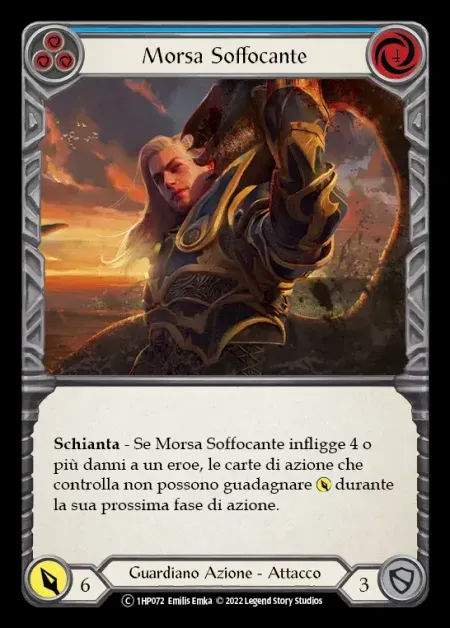 Morsa Soffocante
4
Schianta - Se Morsa Soffocante infligge 4 o
più danni a un eroe, le carte di azione che
controlla non possono guadagnare durante
la sua prossima fase di azione.
6
Guardiano Azione - Attacco
3
C 1HP072 Emilis Emka © 2022 Legend Story Studios